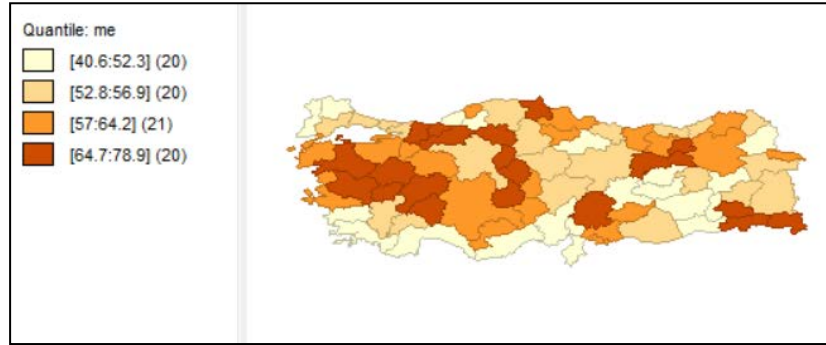 Quantile: me
[40.6:52.3] (20)
[52.8:56.9] (20)
[57:64.2] (21)
[64.7:78.9] (20)